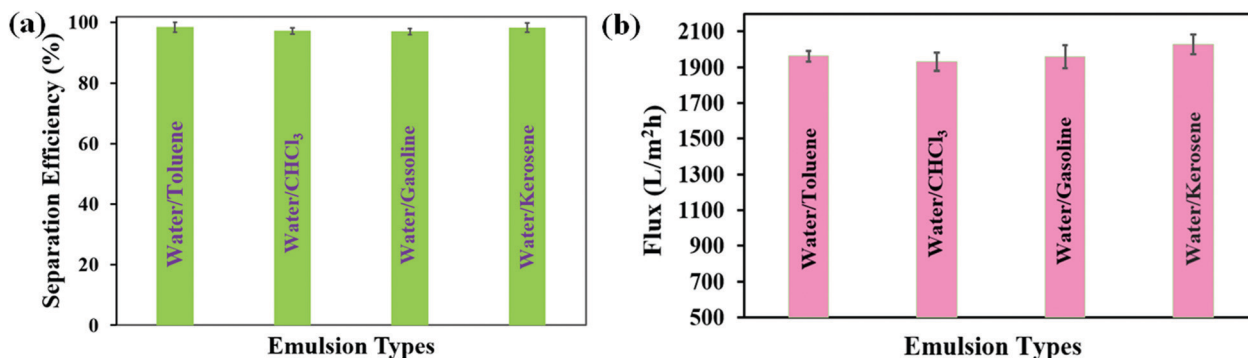 (a)
Separation Efficiency (%)
100
80
60
40
20
0
Water/Toluene
Water/CHCl₃
Water/Gasoline
Water/Kerosene
Emulsion Types
(b)
Flux (L/m²h)
2100
1900
1700
1500
1300
1100
900
700
500
Water/Toluene
Water/CHCl₃
Water/Gasoline
Water/Kerosene
Emulsion Types